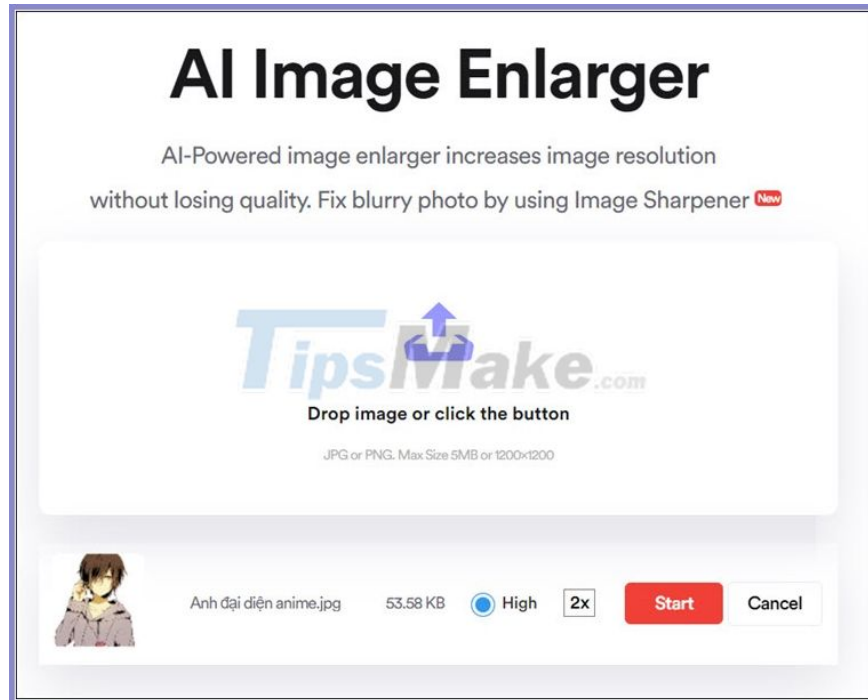 AI Image Enlarger
AI-Powered image enlarger increases image resolution
without losing quality. Fix blurry photo by using Image Sharpener New
TipsMake.com
Drop image or click the button
JPG or PNG. Max Size 5MB or 1200×1200
Anh đại diện anime.jpg 53.58 KB High 2x Start Cancel